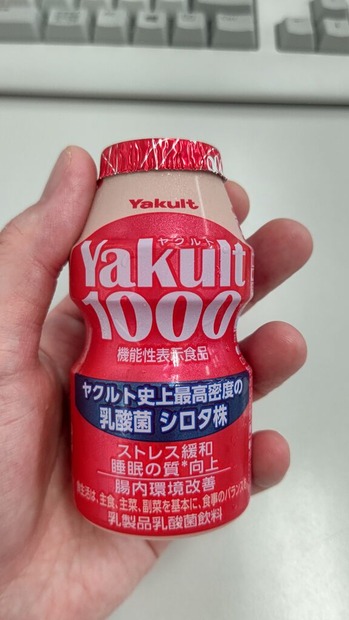 00
Yakult
ヤクルト
Yakult
1000
機能性表示食品
ヤクルト史上最高密度の
乳酸菌 シロタ株
ストレス緩和
睡眠の質*向上
腸内環境改善
食生活は、主食、主菜、副菜を基本に、食事のバランスを
乳製品乳酸菌飲料